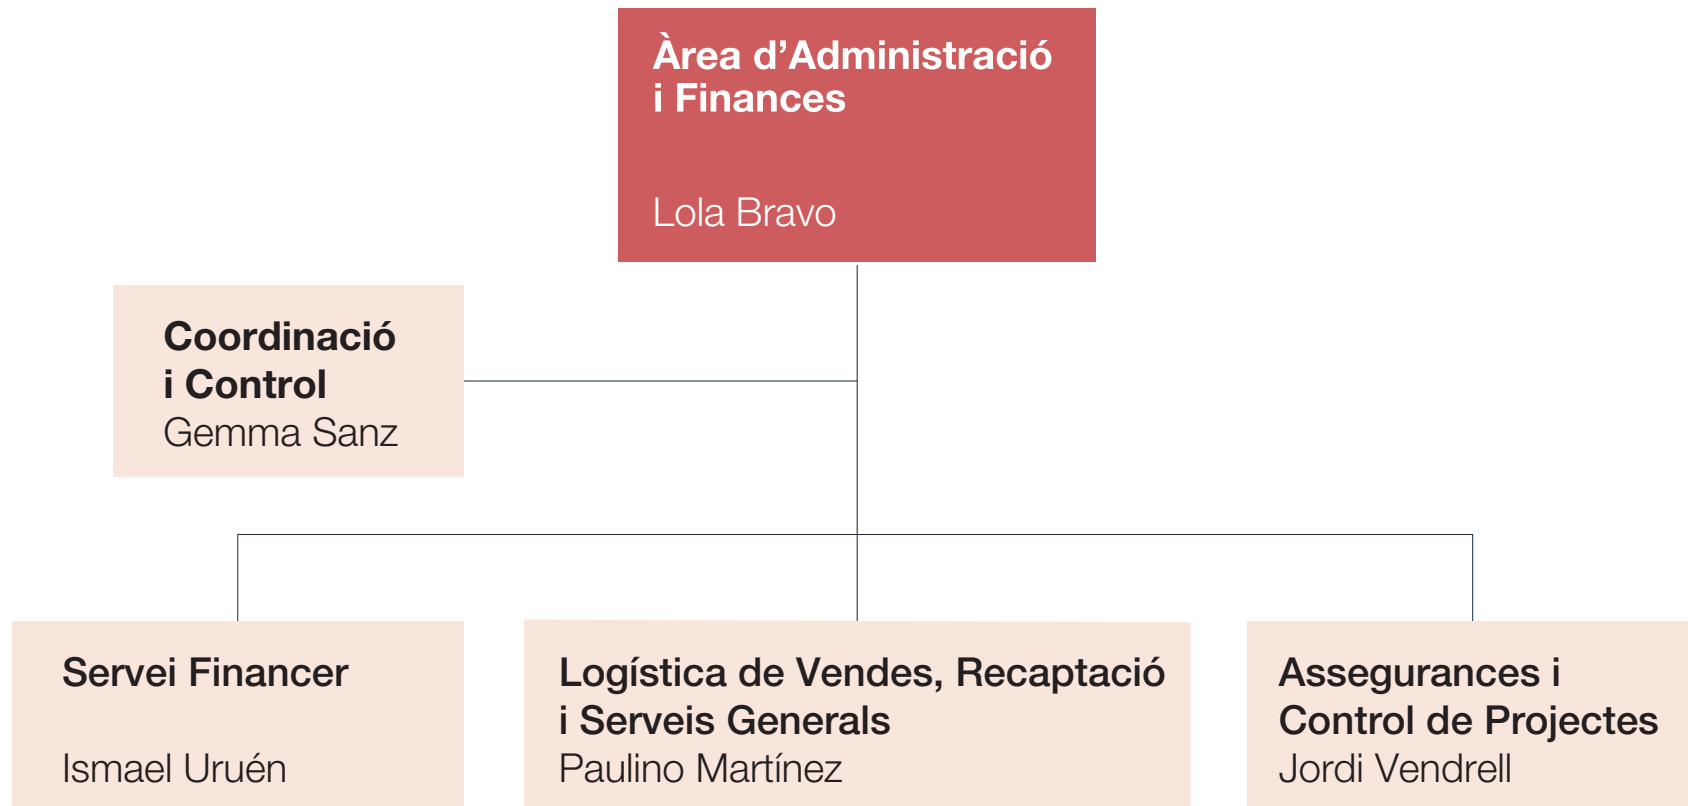 Àrea d’Administració
i Finances
Lola Bravo
Coordinació
i Control
Gemma Sanz
Servei Financer
Ismael Uruén
Logística de Vendes, Recaptació
i Serveis Generals
Paulino Martínez
Assegurances i
Control de Projectes
Jordi Vendrell